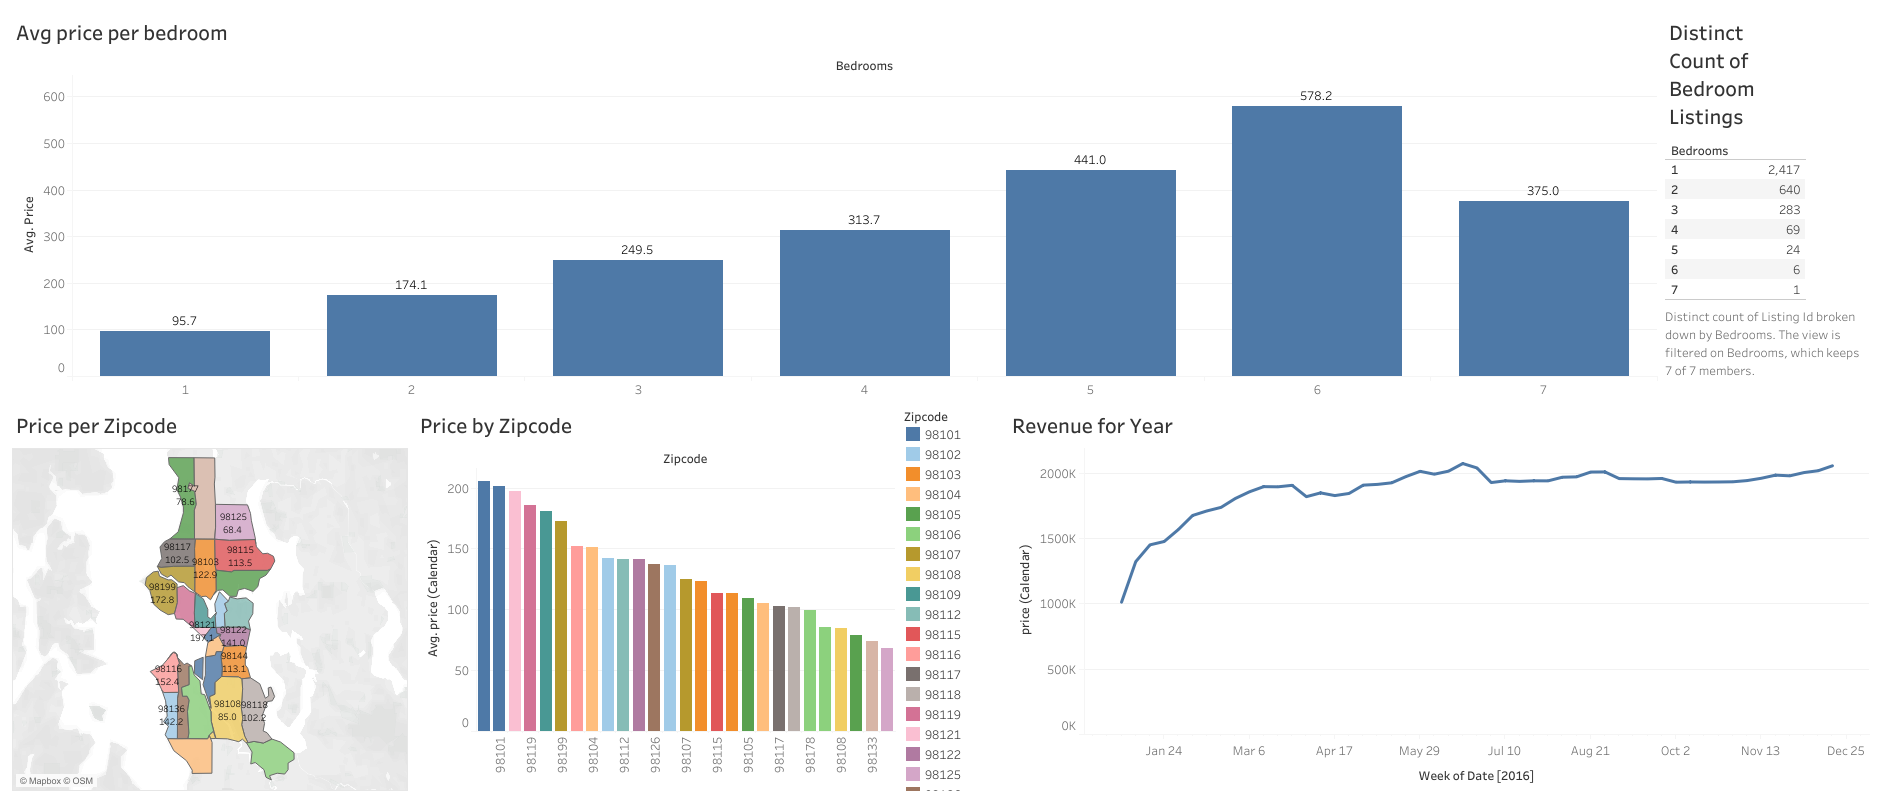 Avg price per bedroom
Bedrooms
Avg. Price
600
500
400
300
200
100
0
95.7
174.1
249.5
313.7
441.0
578.2
375.0
1
2
3
4
5
6
7
Distinct
Count of
Bedroom
Listings
Bedrooms
1 2,417
2 640
3 283
4 69
5 24
6 6
7 1
Distinct count of Listing Id broken
down by Bedrooms. The view is
filtered on Bedrooms, which keeps
7 of 7 members.
Price per Zipcode
98177
78.6
98125
68.4
98117
102.5
98103
122.9
98115
113.5
98199
172.8
98121
197.1
98122
141.0
98144
113.1
98116
152.4
98136
142.2
98108
85.0
98118
102.2
© Mapbox © OSM
Price by Zipcode
Zipcode
Avg. price (Calendar)
200
150
100
50
0
98101
98119
98199
98104
98112
98126
98107
98115
98105
98117
98178
98108
98133
Zipcode
98101
98102
98103
98104
98105
98106
98107
98108
98109
98112
98115
98116
98117
98118
98119
98121
98122
98125
Revenue for Year
price (Calendar)
2000K
1500K
1000K
500K
0K
Jan 24
Mar 6
Apr 17
May 29
Jul 10
Aug 21
Oct 2
Nov 13
Dec 25
Week of Date [2016]